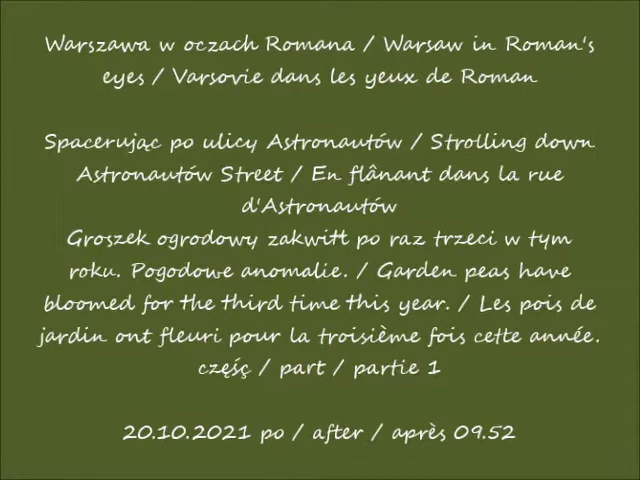 Warszawa w oczach Romana / Warsaw in Roman's
eyes / Varsovie dans les yeux de Roman
Spacerując po ulicy Astronautów / Strolling down
Astronautów Street / En flânant dans la rue
d'Astronautów
Groszek ogrodowy zakwitł po raz trzeci w tym
roku. Pogodowe anomalie. / Garden peas have
bloomed for the third time this year. / Les pois de
jardin ont fleuri pour la troisième fois cette année.
częśç / part / partie 1
20.10.2021 po / after / après 09.52